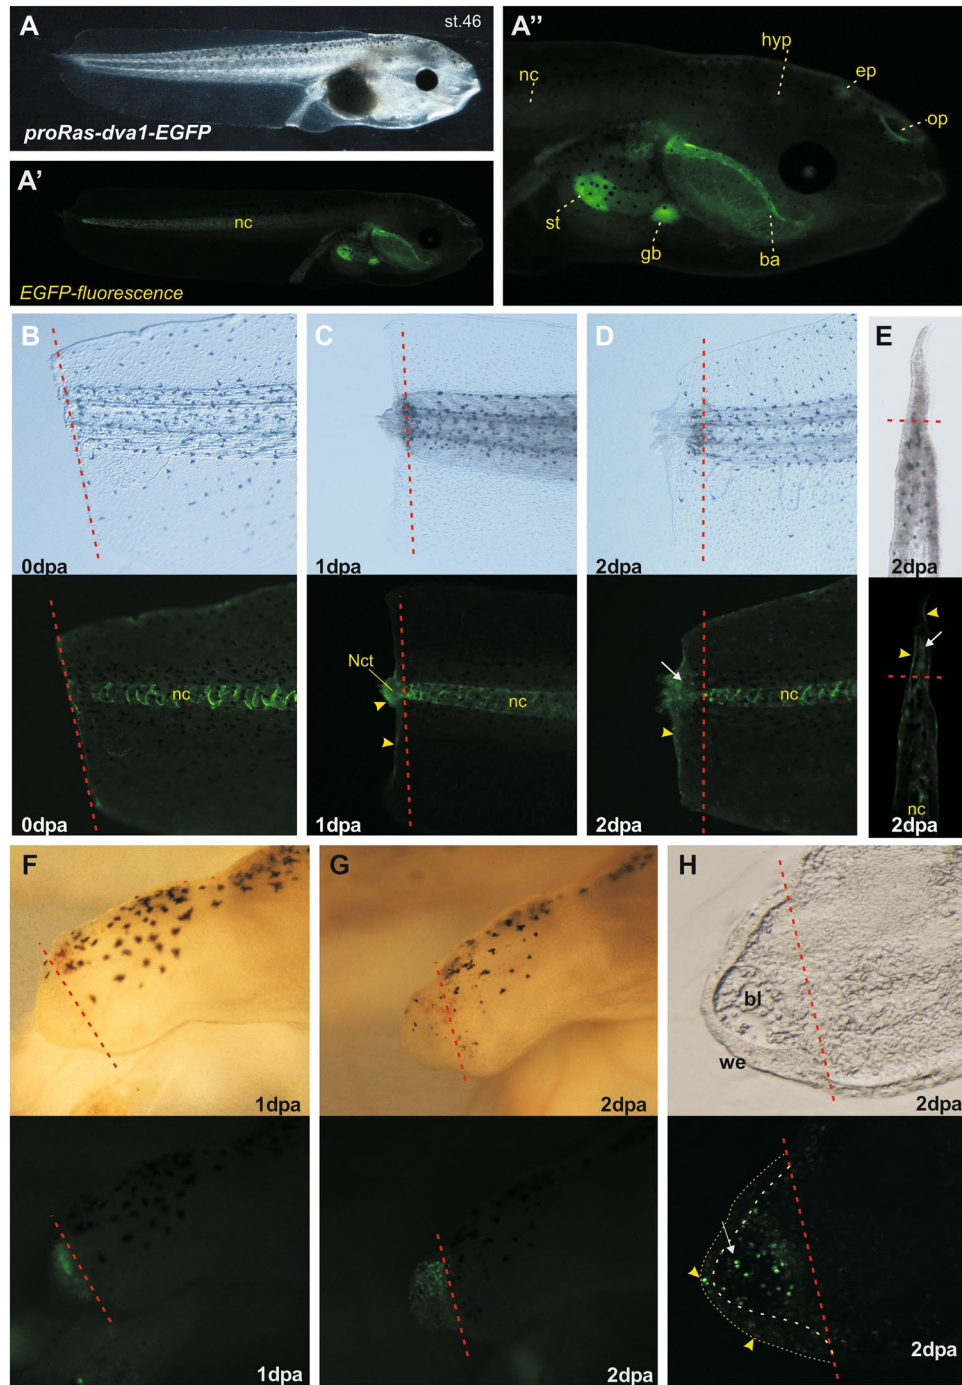 A
st.46
proRas-dva1-EGFP
A'
nc
EGFP-fluorescence
A"
hyp
nc
ep
op
st
gb
ba
B
0dpa
nc
0dpa
C
1dpa
Nct
nc
1dpa
D
2dpa
nc
2dpa
E
2dpa
nc
2dpa
F
1dpa
1dpa
G
2dpa
2dpa
H
bl
we
2dpa
2dpa